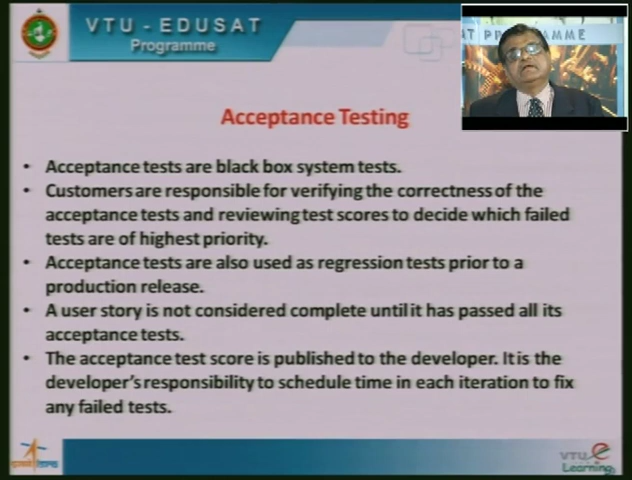 VTU - EDUSAT
Programme
AT PROGRAMME
Acceptance Testing
• Acceptance tests are black box system tests.
• Customers are responsible for verifying the correctness of the
acceptance tests and reviewing test scores to decide which failed
tests are of highest priority.
• Acceptance tests are also used as regression tests prior to a
production release.
• A user story is not considered complete until it has passed all its
acceptance tests.
• The acceptance test score is published to the developer. It is the
developer's responsibility to schedule time in each iteration to fix
any failed tests.
VTU e
Learning